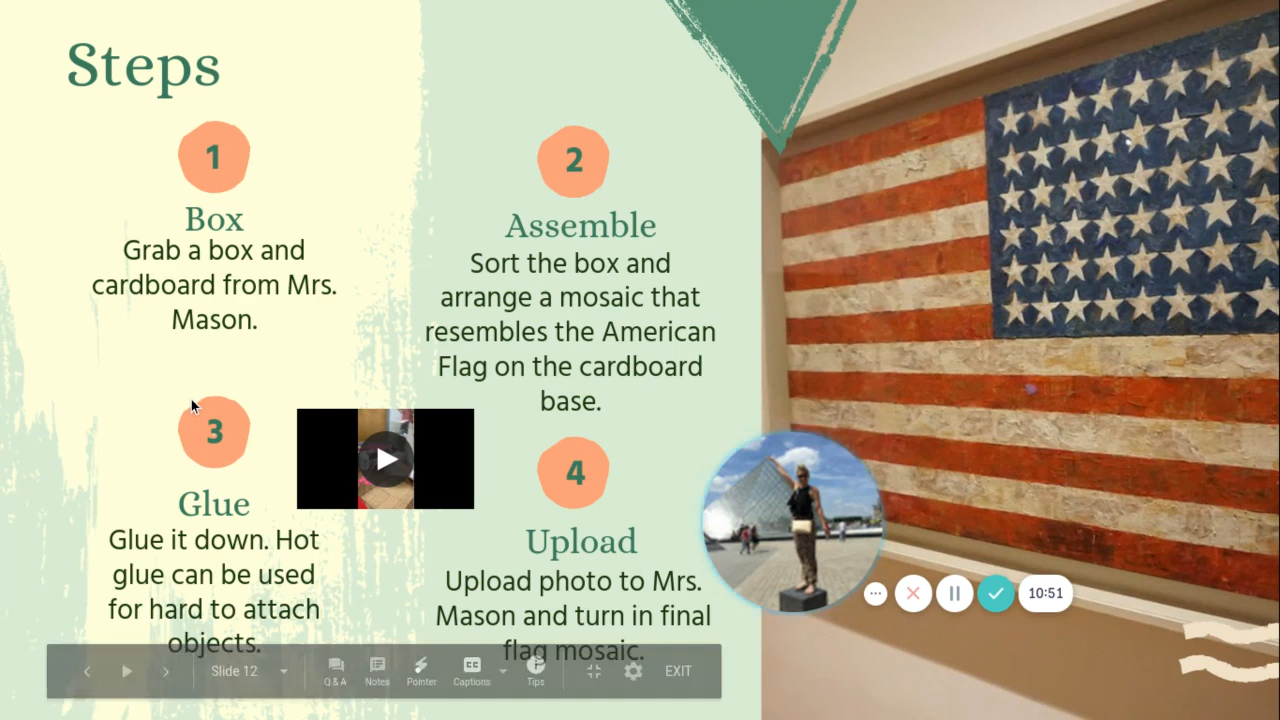 Steps
1
Box
Grab a box and
cardboard from Mrs.
Mason.
2
Assemble
Sort the box and
arrange a mosaic that
resembles the American
Flag on the cardboard
base.
3
Glue
Glue it down. Hot
glue can be used
for hard to attach
objects.
4
Upload
Upload photo to Mrs.
Mason and turn in final
flag mosaic.
10:51
Slide 12
Q & A
Notes
Pointer
CC
Captions
Tips
EXIT